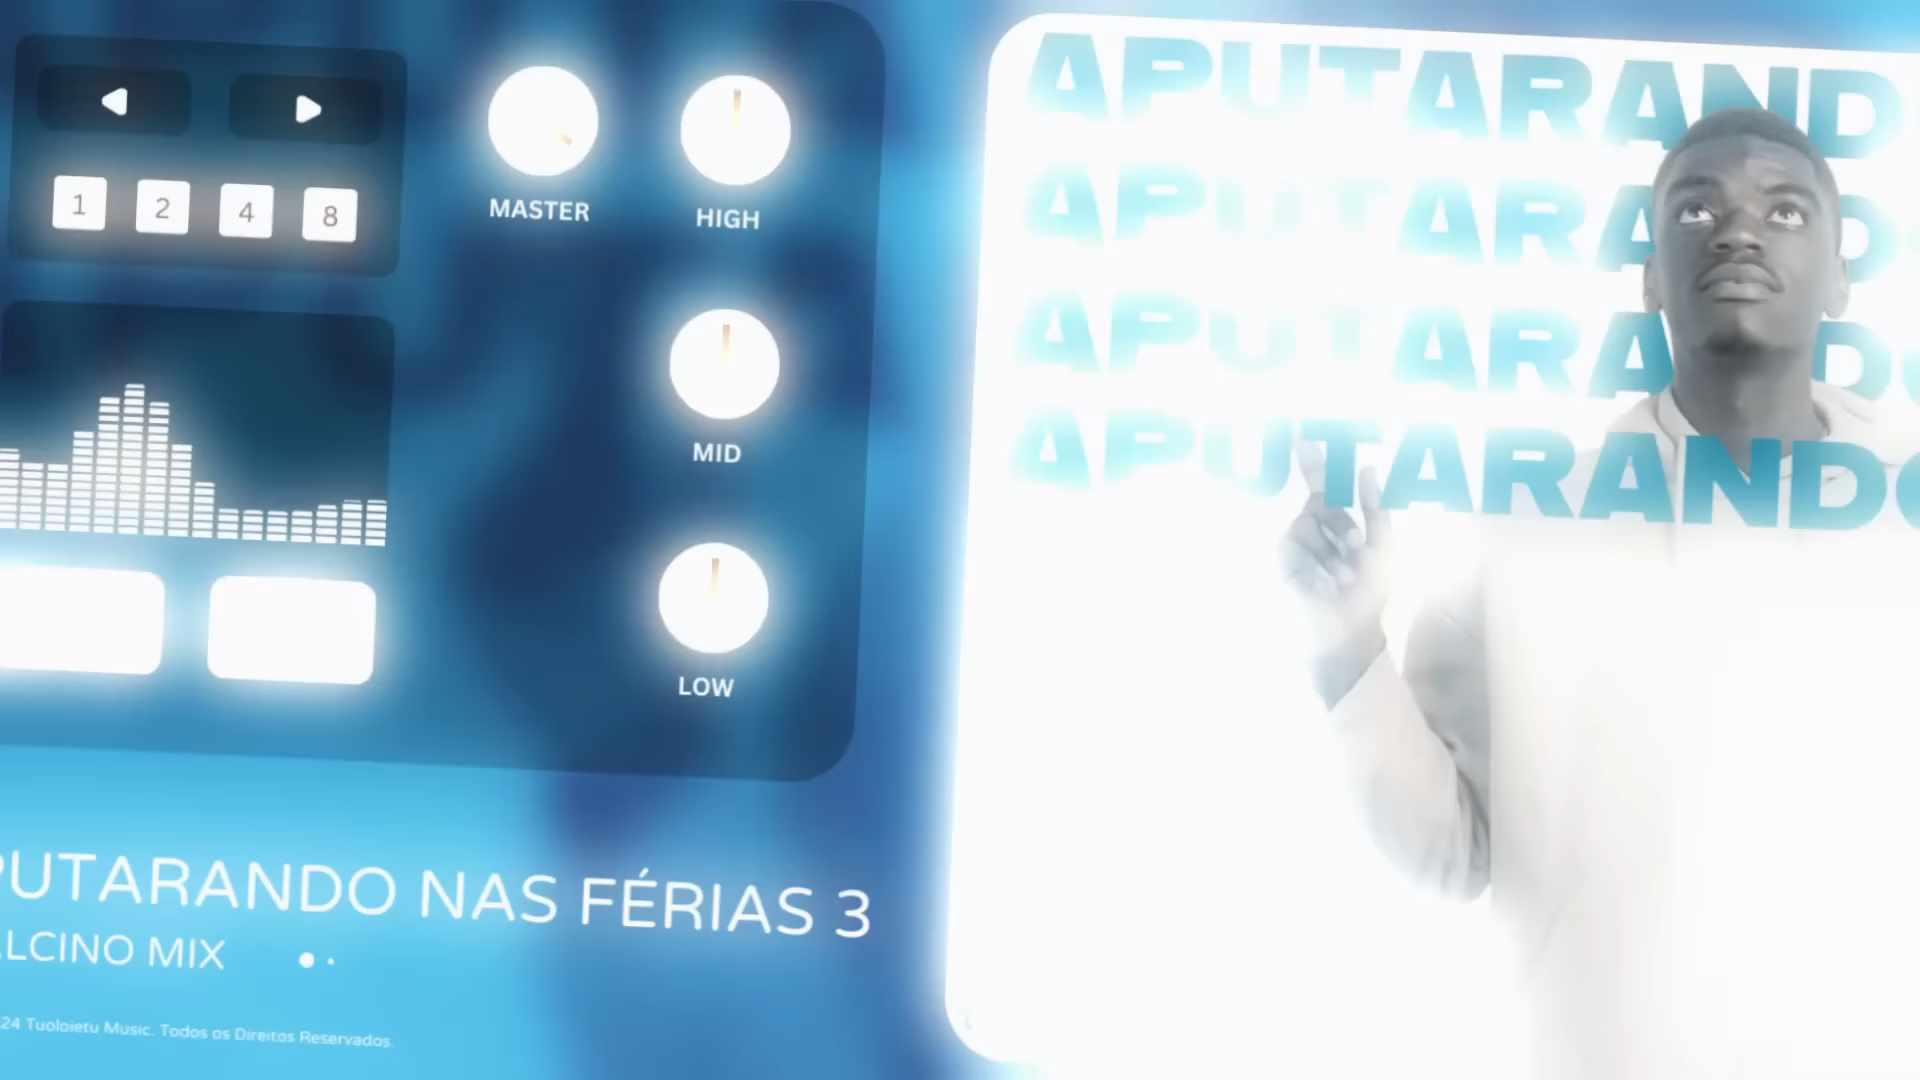 1 2 4 8
MASTER
HIGH
MID
LOW
PUTARANDO NAS FÉRIAS 3
LCINO MIX
24 Tuoloietu Music. Todos os Direitos Reservados.
APUTARANDO
APUTARANDO
APUTARANDO
APUTARANDO